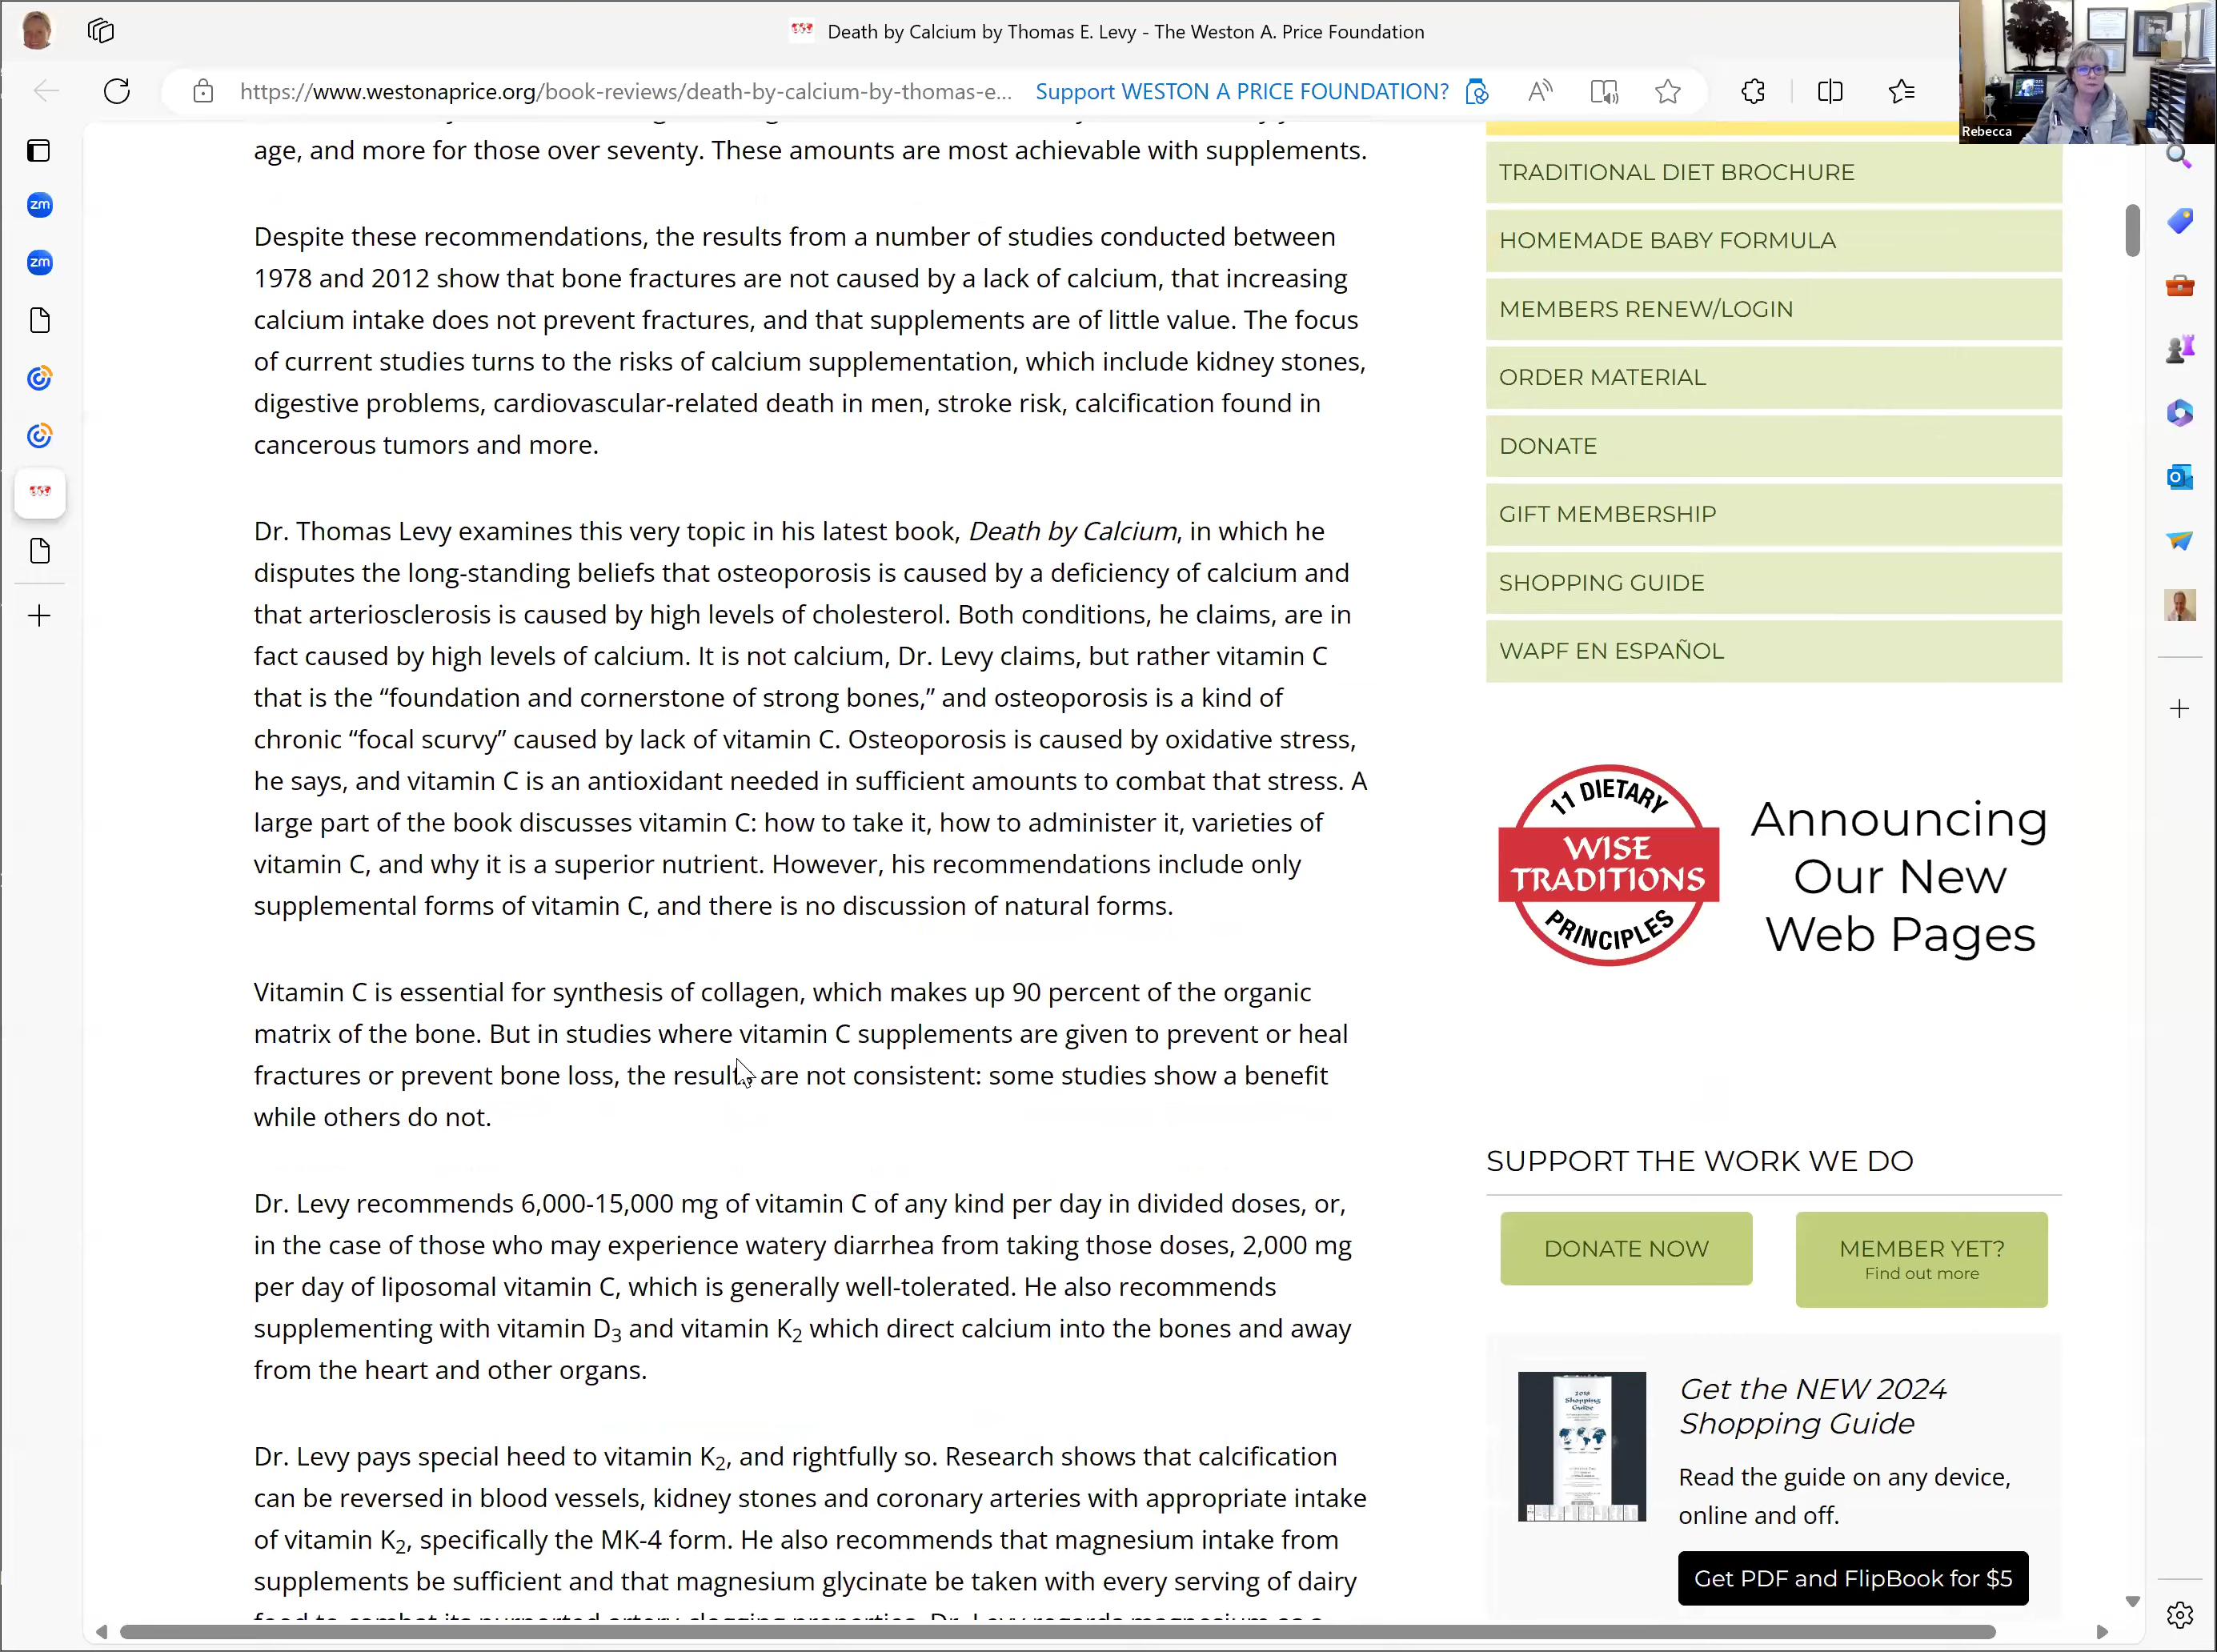 Death by Calcium by Thomas E. Levy - The Weston A. Price Foundation
https://www.westonaprice.org/book-reviews/death-by-calcium-by-thomas-e...
Support WESTON A PRICE FOUNDATION?
Rebecca
zm
zm
age, and more for those over seventy. These amounts are most achievable with supplements.
Despite these recommendations, the results from a number of studies conducted between
1978 and 2012 show that bone fractures are not caused by a lack of calcium, that increasing
calcium intake does not prevent fractures, and that supplements are of little value. The focus
of current studies turns to the risks of calcium supplementation, which include kidney stones,
digestive problems, cardiovascular-related death in men, stroke risk, calcification found in
cancerous tumors and more.
Dr. Thomas Levy examines this very topic in his latest book, Death by Calcium, in which he
disputes the long-standing beliefs that osteoporosis is caused by a deficiency of calcium and
that arteriosclerosis is caused by high levels of cholesterol. Both conditions, he claims, are in
fact caused by high levels of calcium. It is not calcium, Dr. Levy claims, but rather vitamin C
that is the “foundation and cornerstone of strong bones,” and osteoporosis is a kind of
chronic “focal scurvy” caused by lack of vitamin C. Osteoporosis is caused by oxidative stress,
he says, and vitamin C is an antioxidant needed in sufficient amounts to combat that stress. A
large part of the book discusses vitamin C: how to take it, how to administer it, varieties of
vitamin C, and why it is a superior nutrient. However, his recommendations include only
supplemental forms of vitamin C, and there is no discussion of natural forms.
Vitamin C is essential for synthesis of collagen, which makes up 90 percent of the organic
matrix of the bone. But in studies where vitamin C supplements are given to prevent or heal
fractures or prevent bone loss, the results are not consistent: some studies show a benefit
while others do not.
Dr. Levy recommends 6,000-15,000 mg of vitamin C of any kind per day in divided doses, or,
in the case of those who may experience watery diarrhea from taking those doses, 2,000 mg
per day of liposomal vitamin C, which is generally well-tolerated. He also recommends
supplementing with vitamin D3 and vitamin K2 which direct calcium into the bones and away
from the heart and other organs.
Dr. Levy pays special heed to vitamin K2, and rightfully so. Research shows that calcification
can be reversed in blood vessels, kidney stones and coronary arteries with appropriate intake
of vitamin K2, specifically the MK-4 form. He also recommends that magnesium intake from
supplements be sufficient and that magnesium glycinate be taken with every serving of dairy
TRADITIONAL DIET BROCHURE
HOMEMADE BABY FORMULA
MEMBERS RENEW/LOGIN
ORDER MATERIAL
DONATE
GIFT MEMBERSHIP
SHOPPING GUIDE
WAPF EN ESPAÑOL
11 DIETARY
WISE
TRADITIONS
PRINCIPLES
Announcing
Our New
Web Pages
SUPPORT THE WORK WE DO
DONATE NOW
MEMBER YET?
Find out more
2018
Shopping
Guide
Get the NEW 2024
Shopping Guide
Read the guide on any device,
online and off.
Get PDF and FlipBook for $5